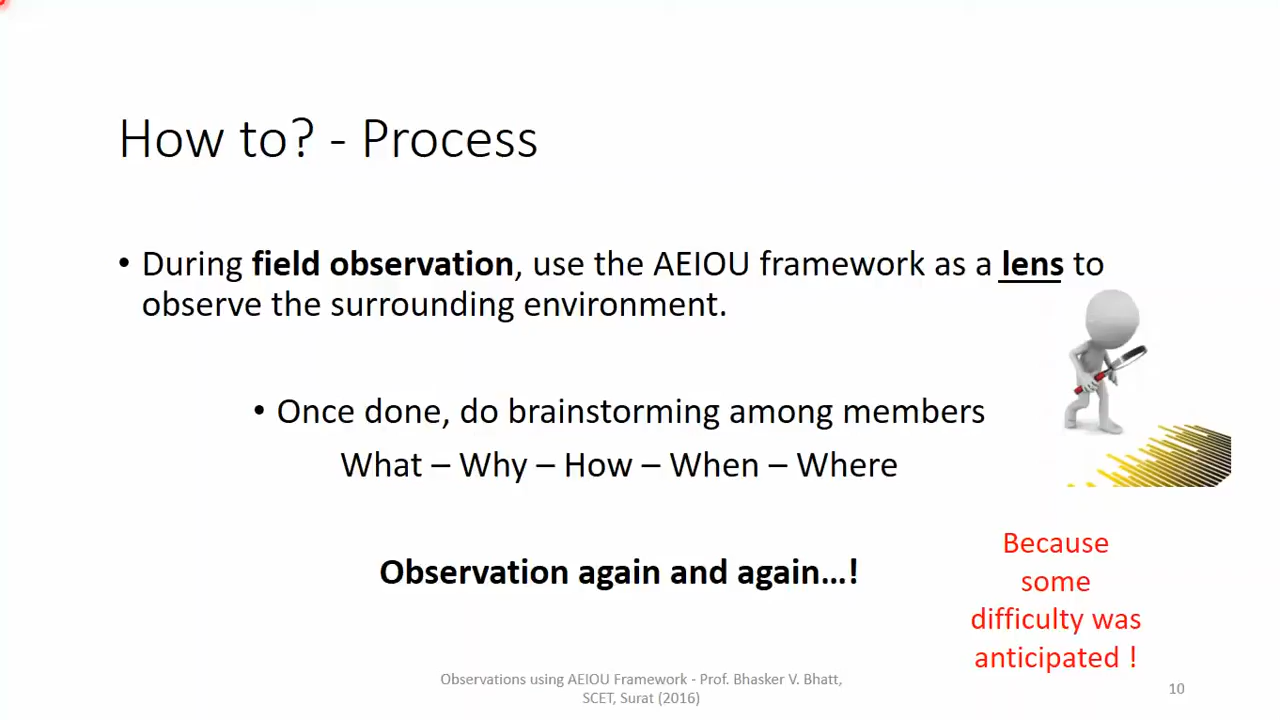 How to? - Process
• During field observation, use the AEIOU framework as a lens to
observe the surrounding environment.
• Once done, do brainstorming among members
What – Why – How – When – Where
Observation again and again…!
Because
some
difficulty was
anticipated !
Observations using AEIOU Framework - Prof. Bhasker V. Bhatt,
SCET, Surat (2016)
10